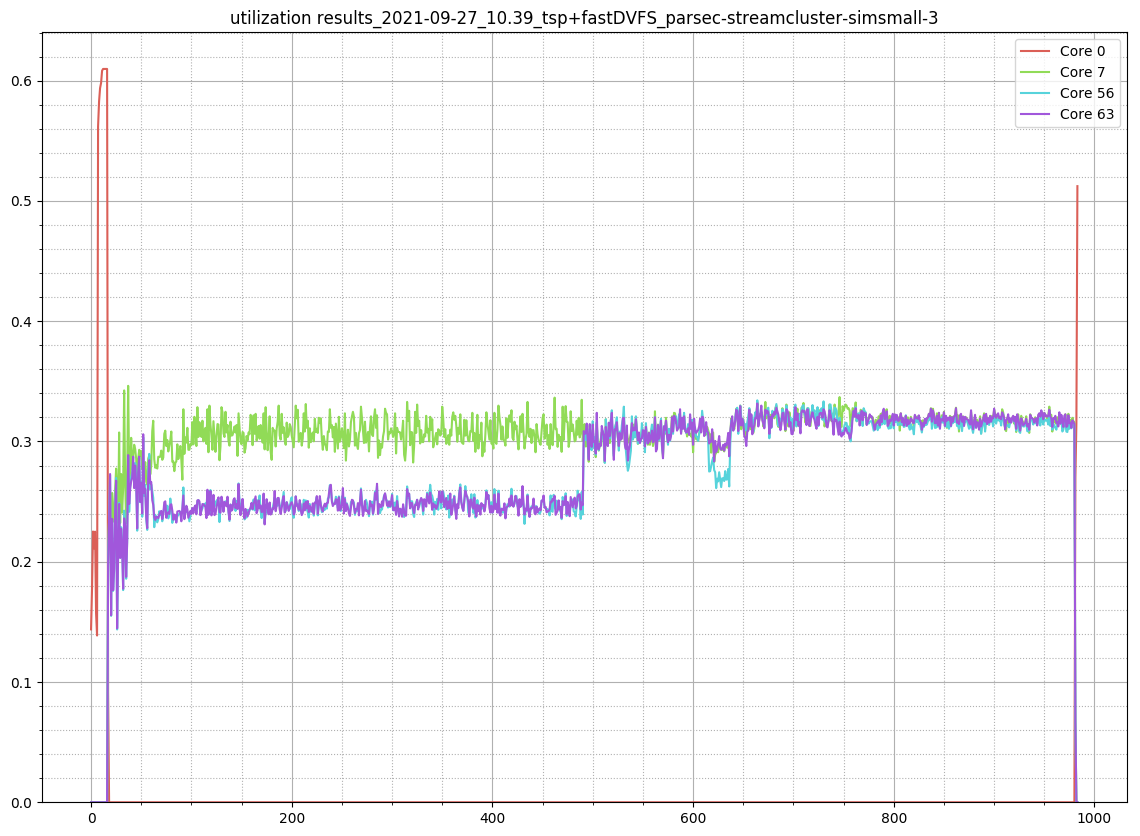 utilization results_2021-09-27_10.39_tsp+fastDVFS_parsec-streamcluster-simsmall-3
Core 0
Core 7
Core 56
Core 63
0.6
0.5
0.4
0.3
0.2
0.1
0.0
0 200 400 600 800 1000